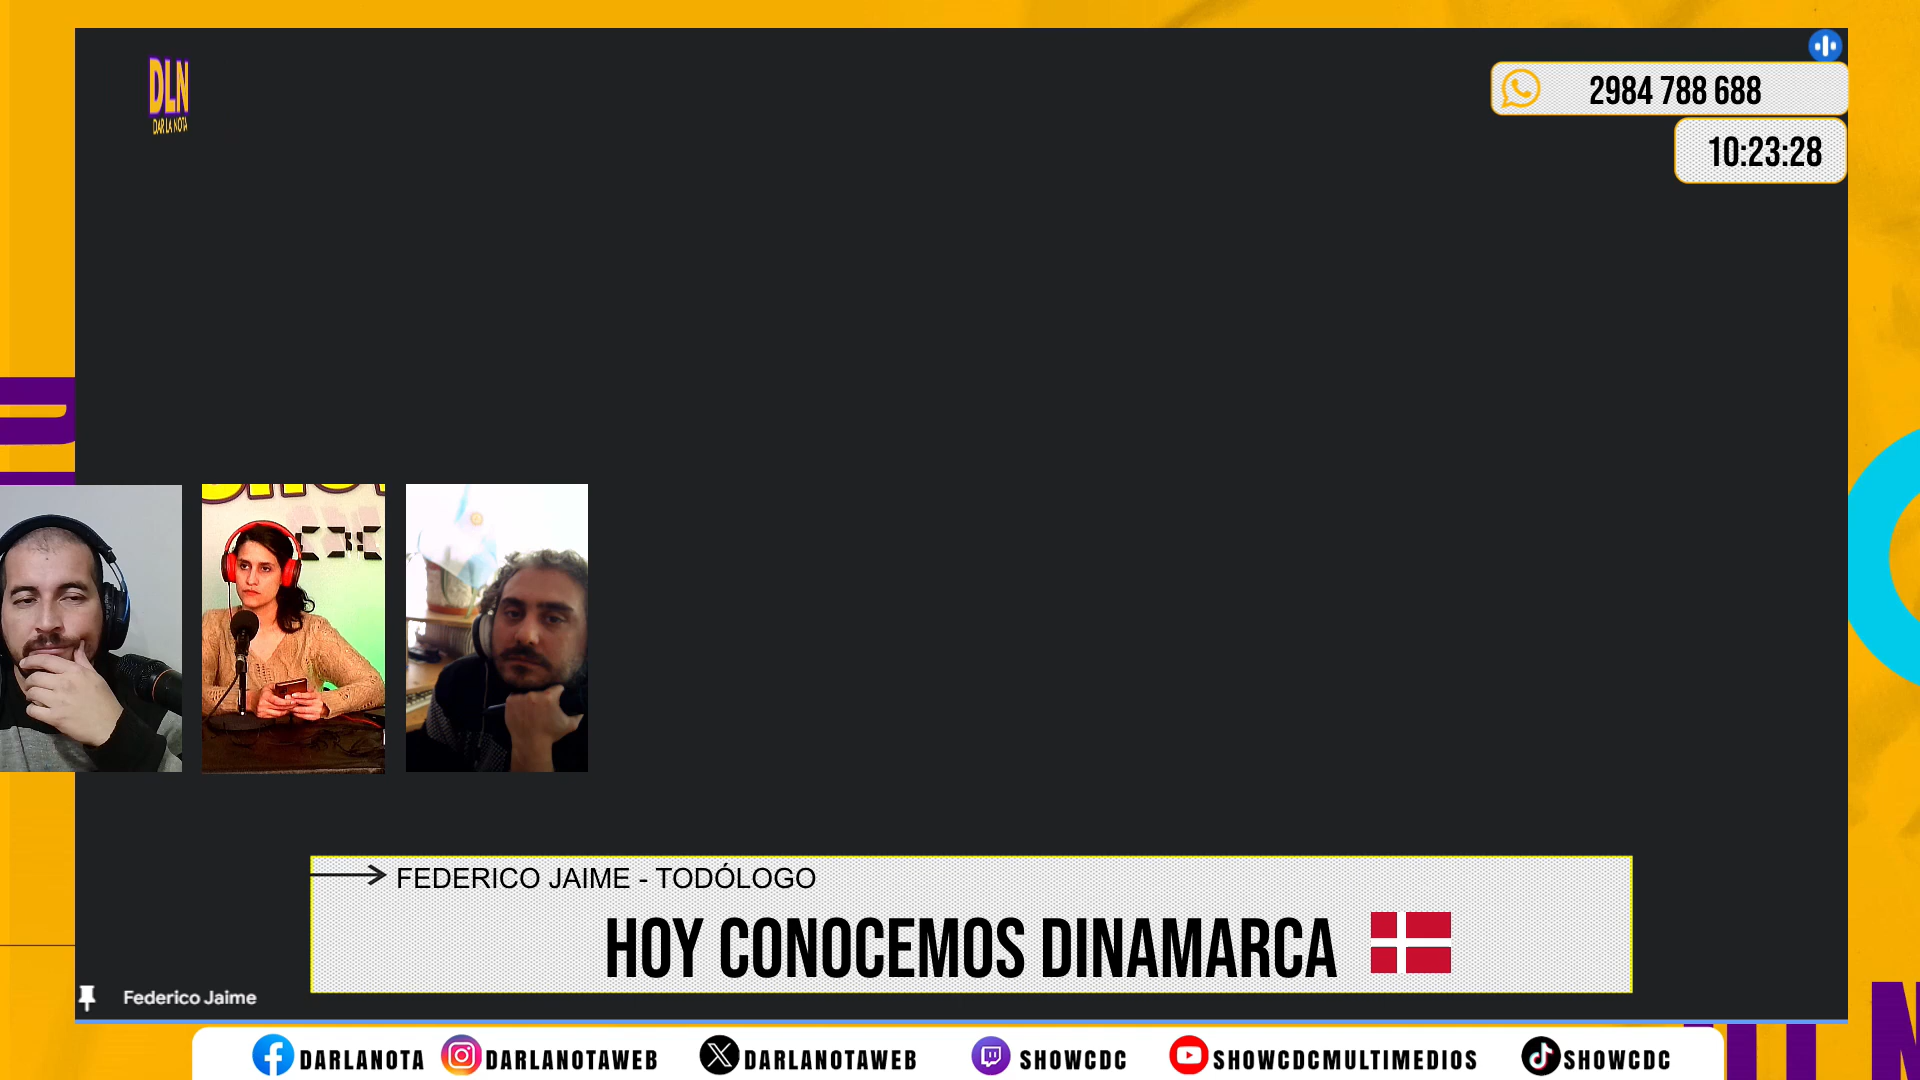 DLN
DAR LA NOTA
2984 788 688
10:23:28
FEDERICO JAIME - TODÓLOGO
HOY CONOCEMOS DINAMARCA
Federico Jaime
DARLANOTA
DARLANOTAWEB
DARLANOTAWEB
SHOWCDC
SHOWCDCMULTIMEDIOS
SHOWCDC